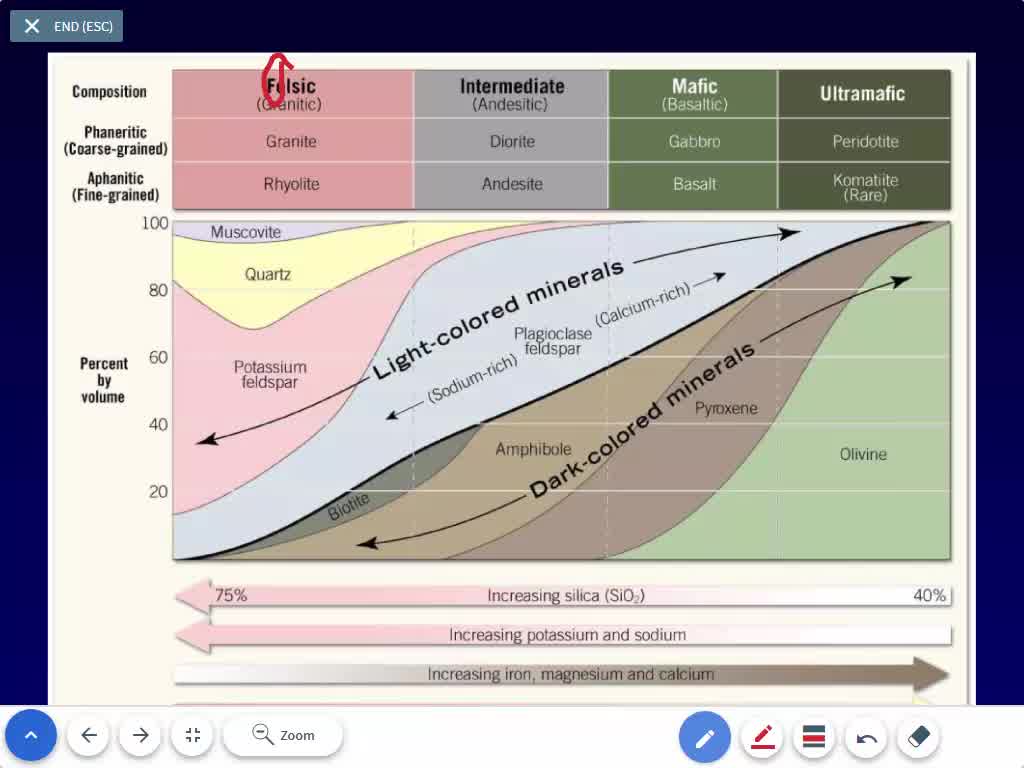 END (ESC)
Composition
Felsic
(Granitic)
Intermediate
(Andesitic)
Mafic
(Basaltic)
Ultramafic
Phaneritic
(Coarse-grained)
Granite
Diorite
Gabbro
Peridotite
Aphanitic
(Fine-grained)
Rhyolite
Andesite
Basalt
Komatiite
(Rare)
100
80
60
40
20
Percent
by
volume
Muscovite
Quartz
Potassium
feldspar
Light-colored minerals
Plagioclase
feldspar
(Calcium-rich)
(Sodium-rich)
Dark-colored minerals
Biotite
Amphibole
Pyroxene
Olivine
75% Increasing silica (SiO₂) 40%
Increasing potassium and sodium
Increasing iron, magnesium and calcium
Zoom